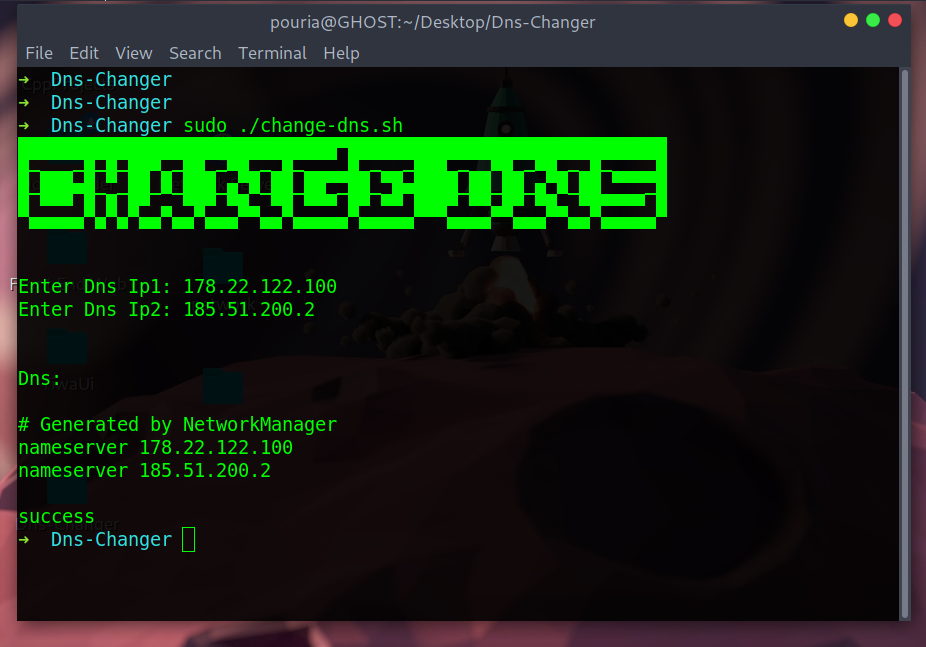 pouria@GHOST:~/Desktop/Dns-Changer
File Edit View Search Terminal Help
➜ Dns-Changer
➜ Dns-Changer
➜ Dns-Changer sudo ./change-dns.sh
CHANGE DNS
Enter Dns Ip1: 178.22.122.100
Enter Dns Ip2: 185.51.200.2
Dns:
# Generated by NetworkManager
nameserver 178.22.122.100
nameserver 185.51.200.2
success
➜ Dns-Changer